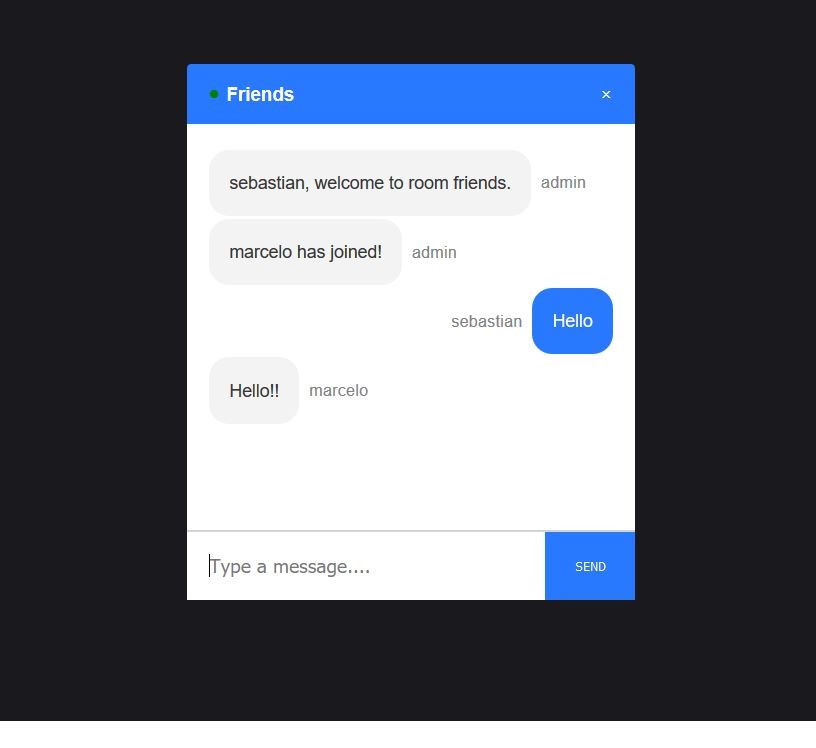 Friends ×
sebastian, welcome to room friends. admin
marcelo has joined! admin
sebastian Hello
Hello!! marcelo
Type a message.... SEND